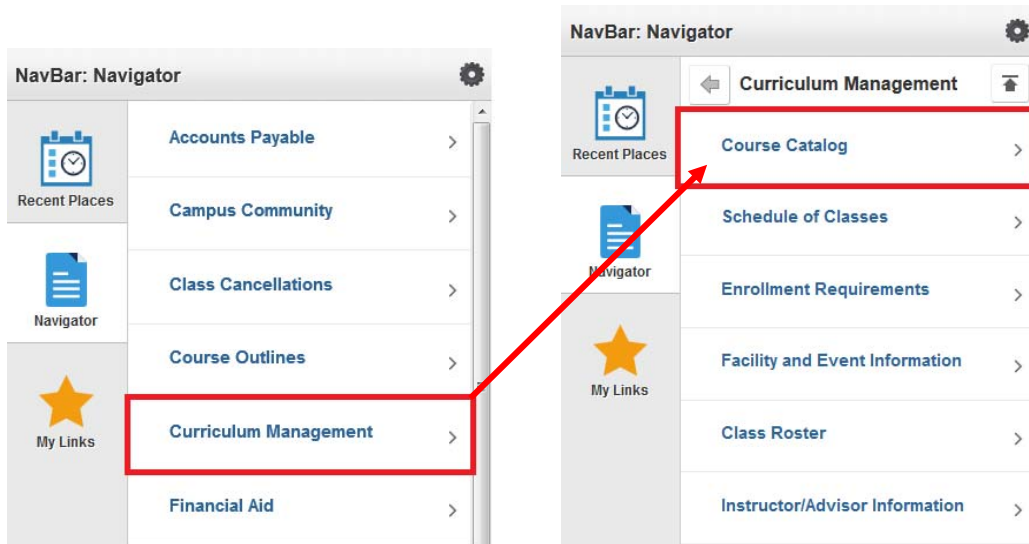 NavBar: Navigator
Recent Places
Navigator
My Links
Accounts Payable
Campus Community
Class Cancellations
Course Outlines
Curriculum Management
Financial Aid
NavBar: Navigator
Recent Places
Navigator
My Links
Curriculum Management
Course Catalog
Schedule of Classes
Enrollment Requirements
Facility and Event Information
Class Roster
Instructor/Advisor Information